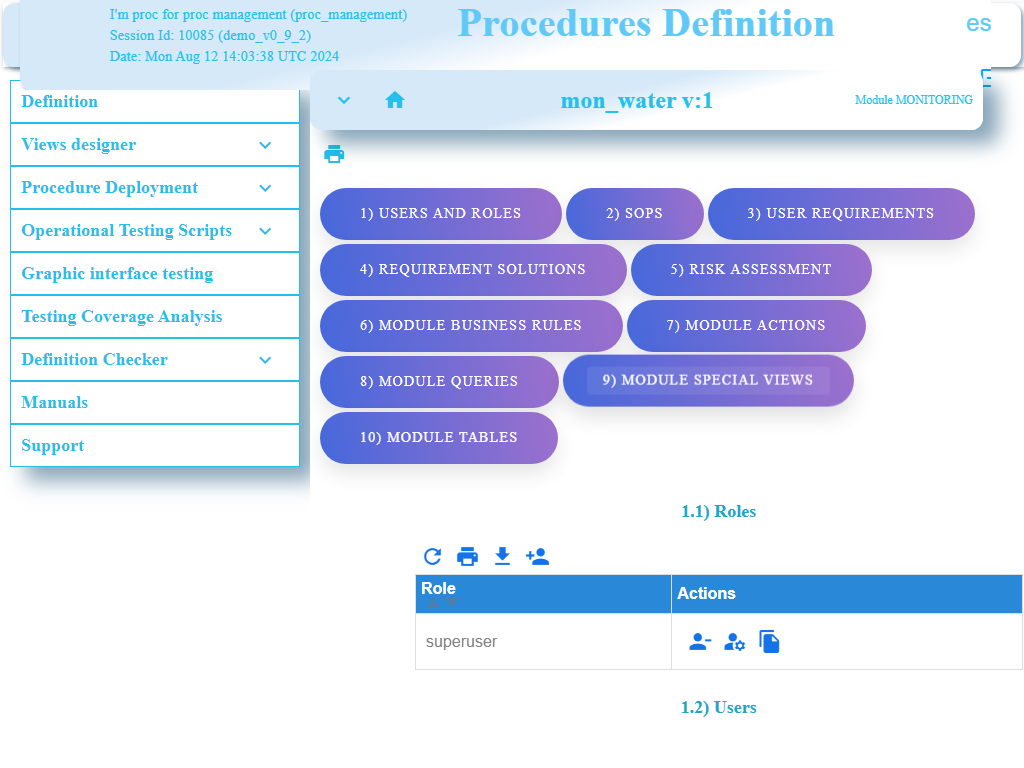 I'm proc for proc management (proc_management)
Session Id: 10085 (demo_v0_9_2)
Date: Mon Aug 12 14:03:38 UTC 2024
Procedures Definition
es
Definition
Views designer
Procedure Deployment
Operational Testing Scripts
Graphic interface testing
Testing Coverage Analysis
Definition Checker
Manuals
Support
mon_water v:1
Module MONITORING
1) USERS AND ROLES
2) SOPS
3) USER REQUIREMENTS
4) REQUIREMENT SOLUTIONS
5) RISK ASSESSMENT
6) MODULE BUSINESS RULES
7) MODULE ACTIONS
8) MODULE QUERIES
9) MODULE SPECIAL VIEWS
10) MODULE TABLES
1.1) Roles
Role
Actions
superuser
1.2) Users